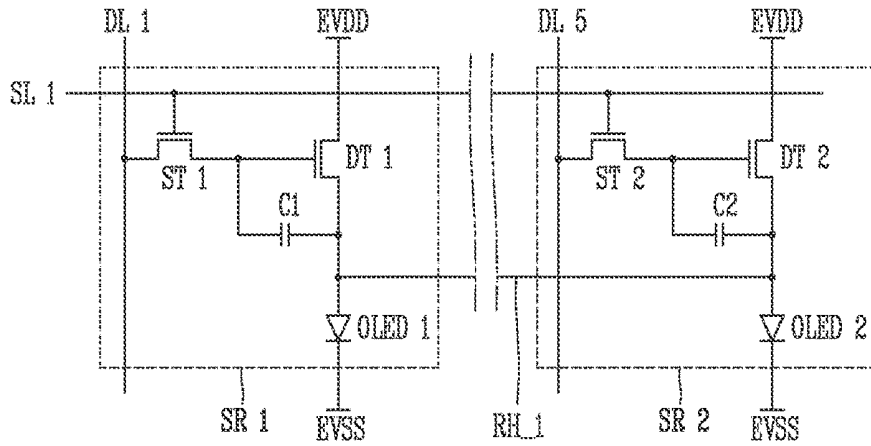 DL 1 EVDD DL 5 EVDD
SL 1
DT 1 DT 2
ST 1 ST 2
C1 C2
OLED 1 OLED 2
SR 1 EVSS RH_1 SR 2 EVSS